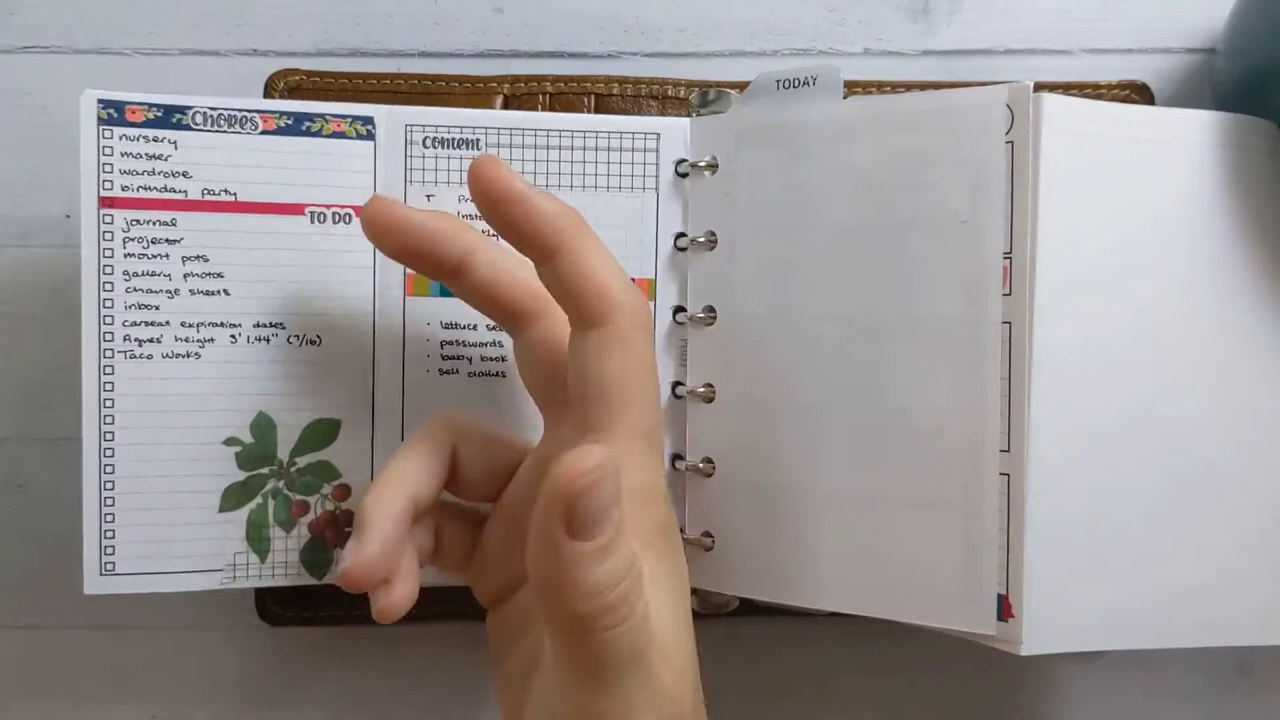 TODAY
CHORES
nursery
master
wardrobe
birthday party
TO DO
journal
projector
mount pots
gallery photos
change sheets
inbox
carseat expiration dates
Agnes' height 3' 1.44" (7/16)
Taco Works
Content
T
lettuce
passwords
baby book
sell clothes